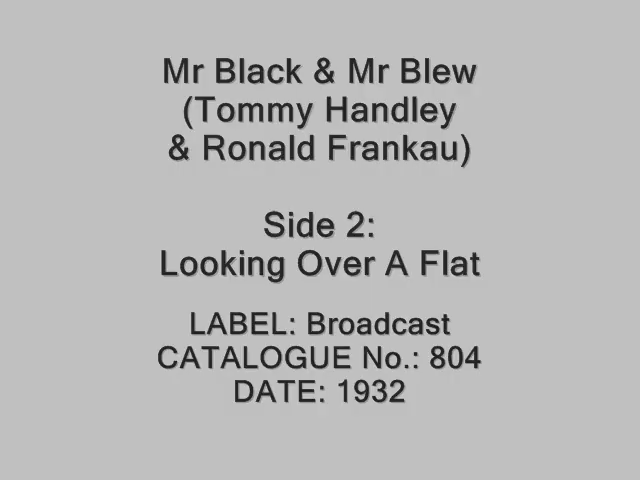 Mr Black & Mr Blew
(Tommy Handley
& Ronald Frankau)
Side 2:
Looking Over A Flat
LABEL: Broadcast
CATALOGUE No.: 804
DATE: 1932